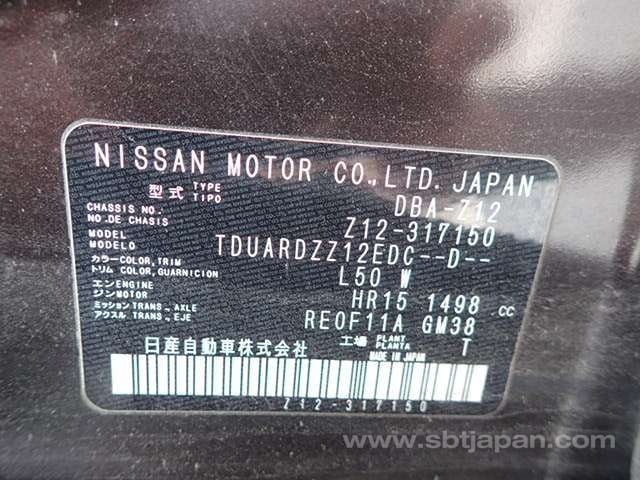 NISSAN MOTOR CO.,LTD. JAPAN
型式 TYPE TIPO DBA-Z12
CHASSIS NO. NO. DE CHASIS Z12-317150
MODEL MODELO TDUARDZZ12EDC--D--
カラー COLOR, TRIM トリム COLOR, GUARNICION L50 W
エンジン ENGINE MOTOR HR15 1498 cc
ミッション TRANS., AXLE アクスル TRANS., EJE RE0F11A GM38
日産自動車株式会社 工場 PLANT PLANTA T
MADE IN JAPAN
Z12-317150
www.sbtjapan.com